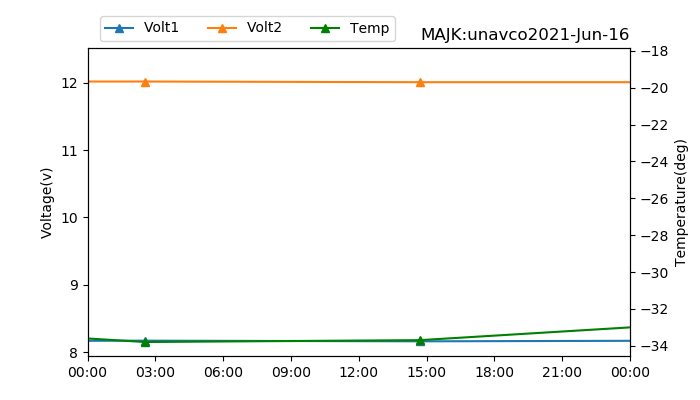 Volt1 Volt2 Temp
MAJK:unavco2021-Jun-16
Voltage(v)
12
11
10
9
8
00:00 03:00 06:00 09:00 12:00 15:00 18:00 21:00 00:00
−18
−20
−22
−24
−26
−28
−30
−32
−34
Temperature(deg)